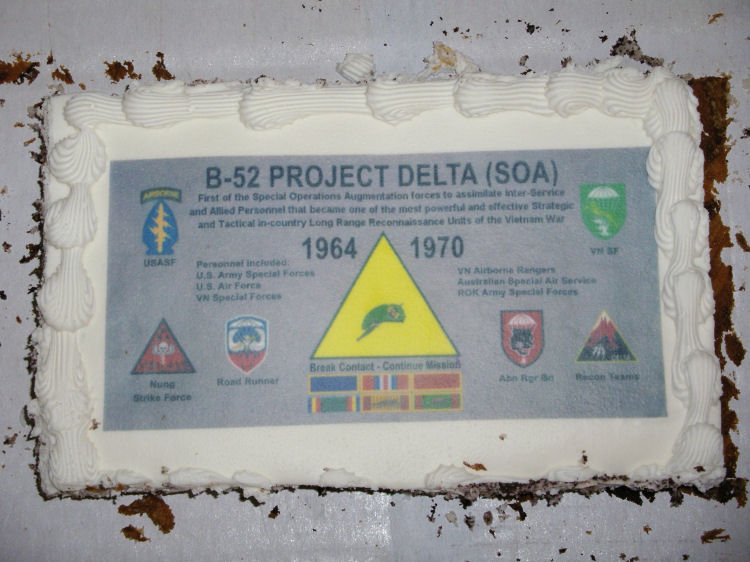 B-52 PROJECT DELTA (SOA)
First of the Special Operations Augmentation forces to assimilate Inter-Service
and Allied Personnel that became one of the most powerful and effective Strategic
and Tactical in-country Long Range Reconnaissance Units of the Vietnam War
AIRBORNE
USASF
VN SF
1964 1970
Personnel Included:
U.S. Army Special Forces
U.S. Air Force
VN Special Forces
VN Airborne Rangers
Australian Special Air Service
ROK Army Special Forces
Break Contact - Continue Mission
Nung
Strike Force
Road Runner
Abn Rgr Bn
Recon Teams